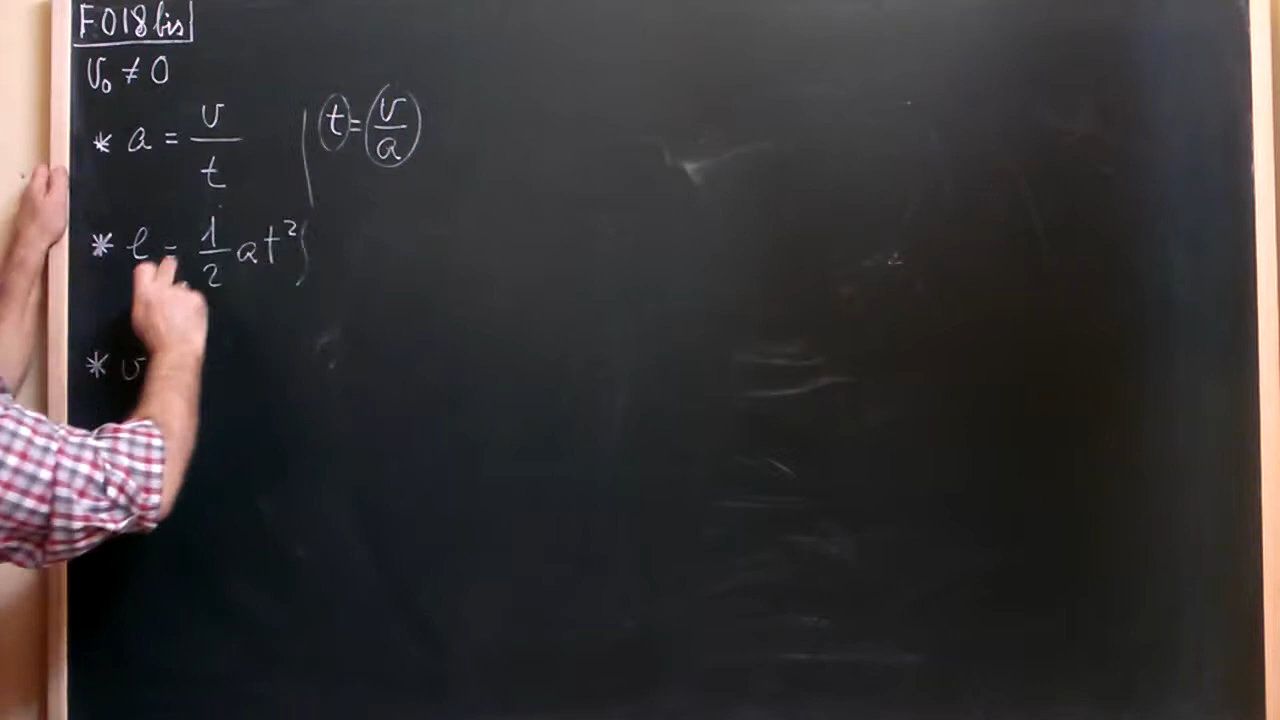 F018bis
v₀ ≠ 0
* a = v/t | t = v/a
* e = 1/2 at²
* v